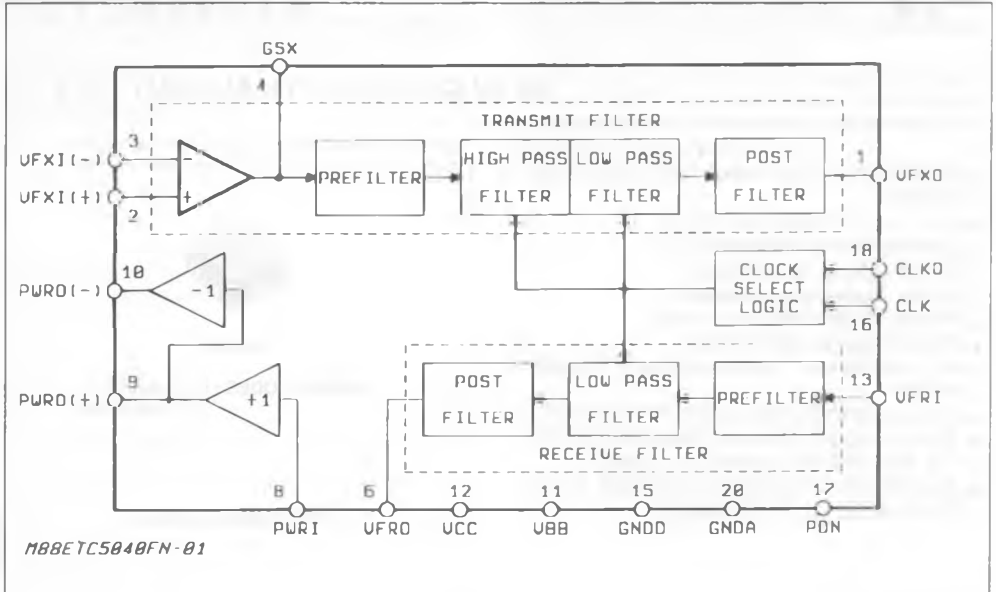 GSX
4
TRANSMIT FILTER
3
VFXI(-)
-
VFXI(+)
+
2
PREFILTER
HIGH PASS
FILTER
LOW PASS
FILTER
POST
FILTER
1
VFXO
10
PWRO(-)
-1
CLOCK
SELECT
LOGIC
18
CLKO
CLK
16
9
PWRO(+)
+1
POST
FILTER
LOW PASS
FILTER
PREFILTER
13
VFRI
RECEIVE FILTER
8
6
12
11
15
20
17
PWRI
VFRO
VCC
VBB
GNDD
GNDA
PDN
M88ETC5040FN-01